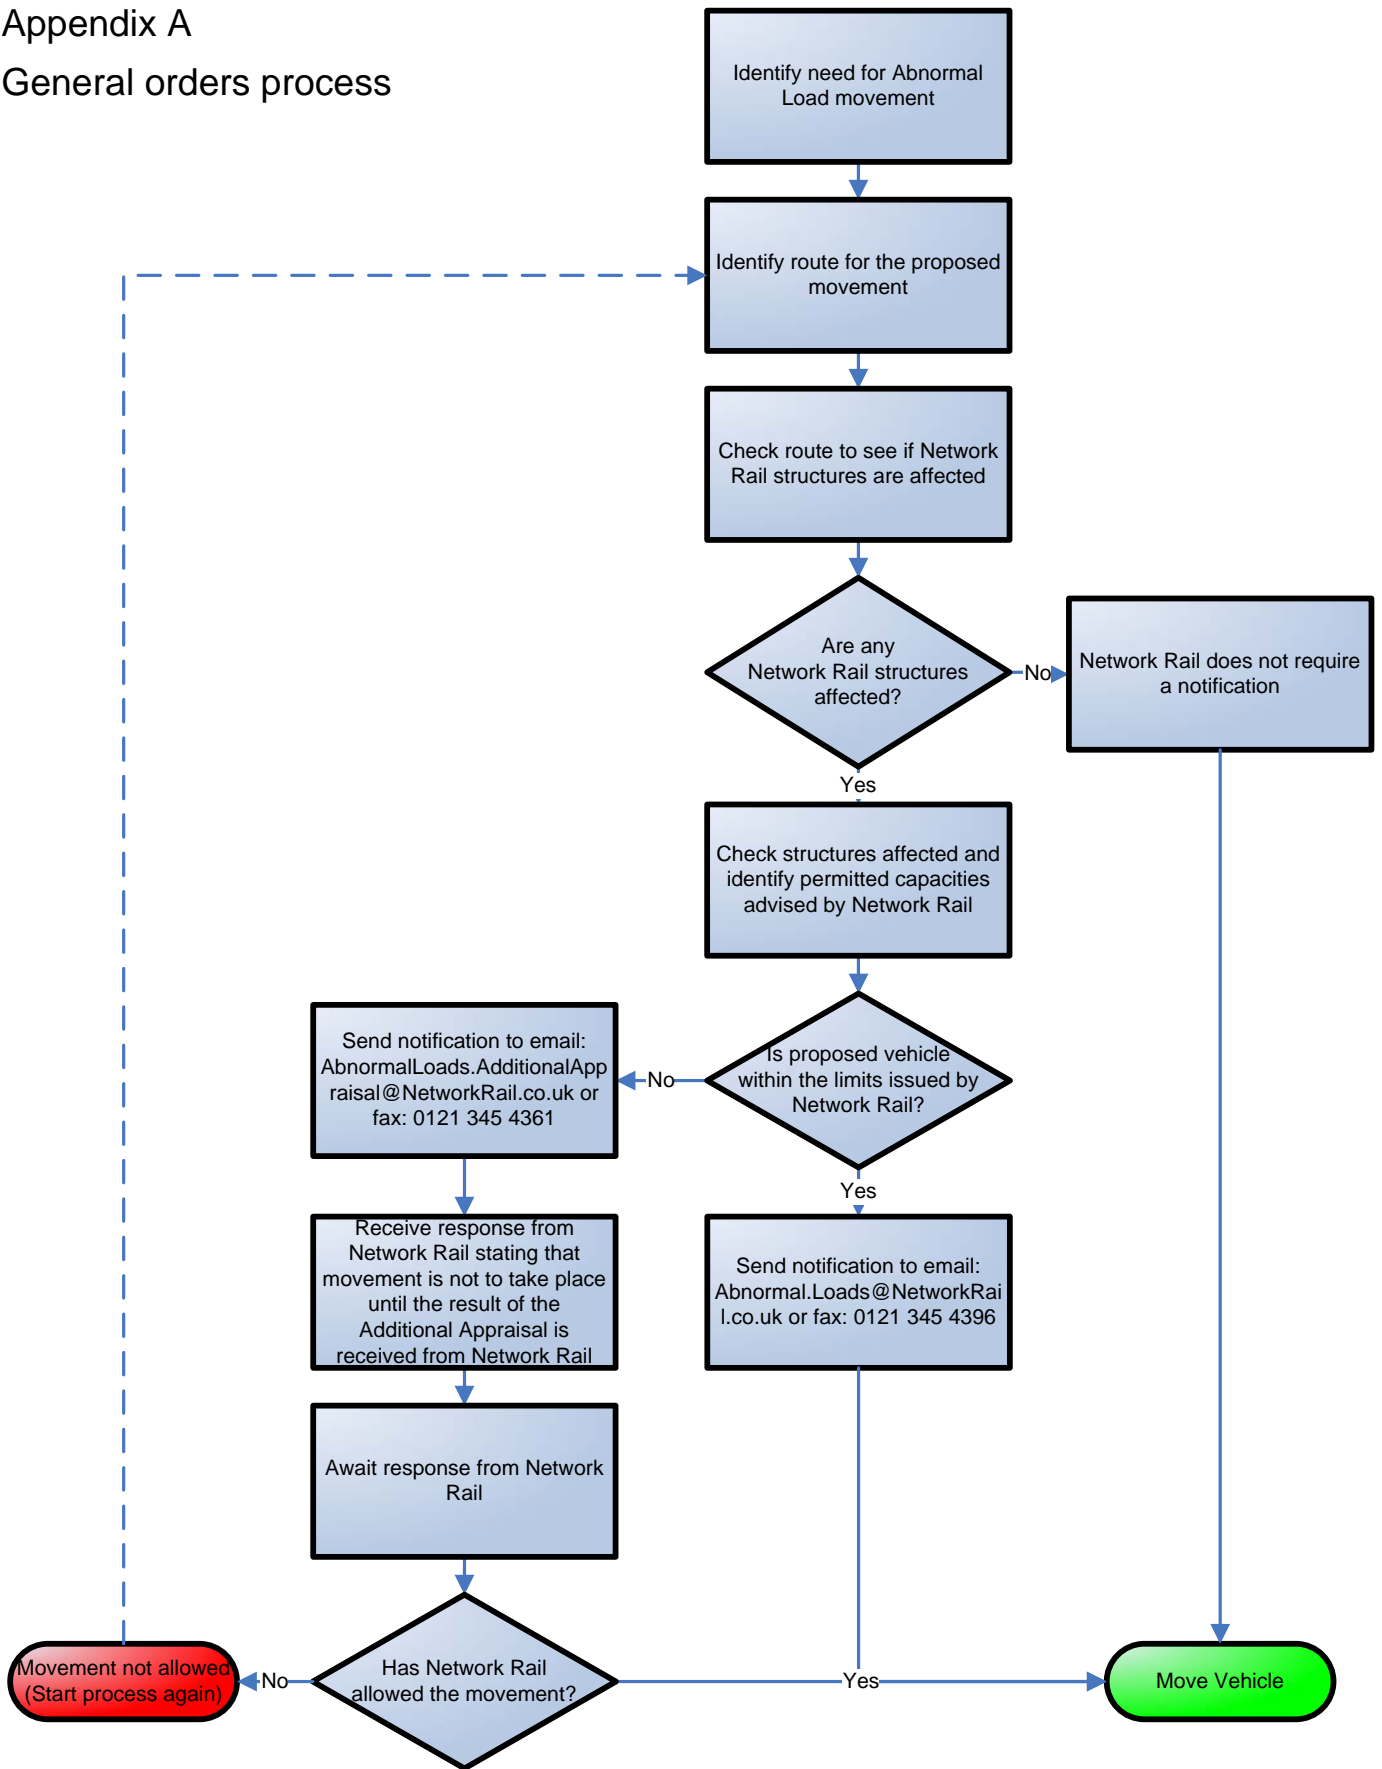 Appendix A
General orders process
Identify need for Abnormal
Load movement
Identify route for the proposed
movement
Check route to see if Network
Rail structures are affected
Are any
Network Rail structures
affected?
No
Network Rail does not require
a notification
Yes
Check structures affected and
identify permitted capacities
advised by Network Rail
Is proposed vehicle
within the limits issued by
Network Rail?
No
Send notification to email:
AbnormalLoads.AdditionalApp
raisal@NetworkRail.co.uk or
fax: 0121 345 4361
Yes
Receive response from
Network Rail stating that
movement is not to take place
until the result of the
Additional Appraisal is
received from Network Rail
Send notification to email:
Abnormal.Loads@NetworkRai
l.co.uk or fax: 0121 345 4396
Await response from Network
Rail
Movement not allowed
(Start process again)
No
Has Network Rail
allowed the movement?
Yes
Move Vehicle